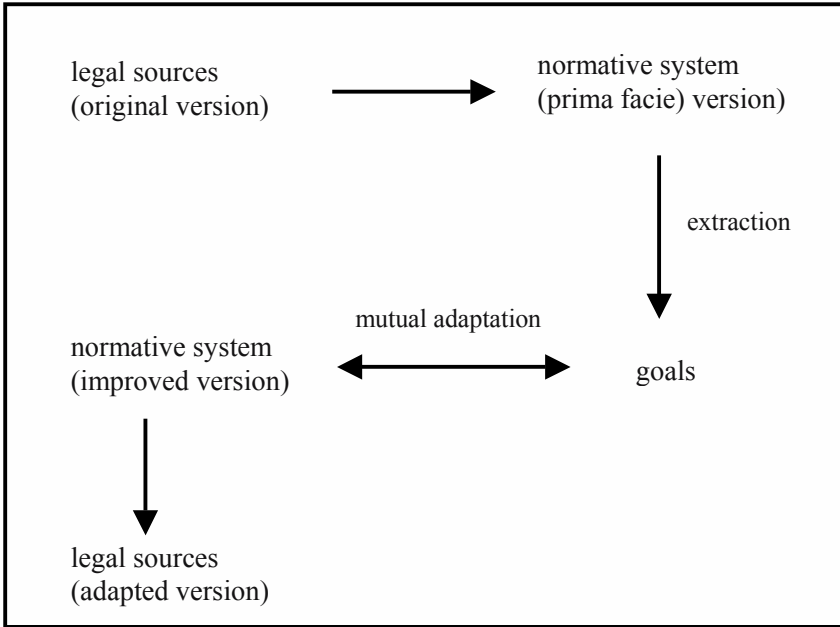 legal sources
(original version)
normative system
(prima facie) version)
extraction
mutual adaptation
normative system
(improved version)
goals
legal sources
(adapted version)